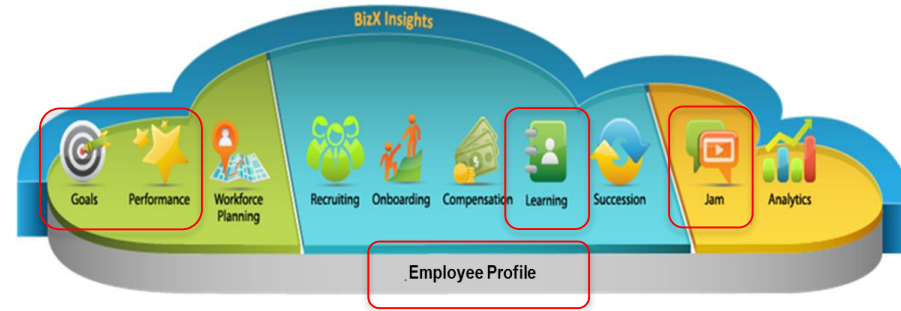 BizX Insights
Goals
Performance
Workforce
Planning
Recruiting
Onboarding
Compensation
Learning
Succession
Jam
Analytics
Employee Profile